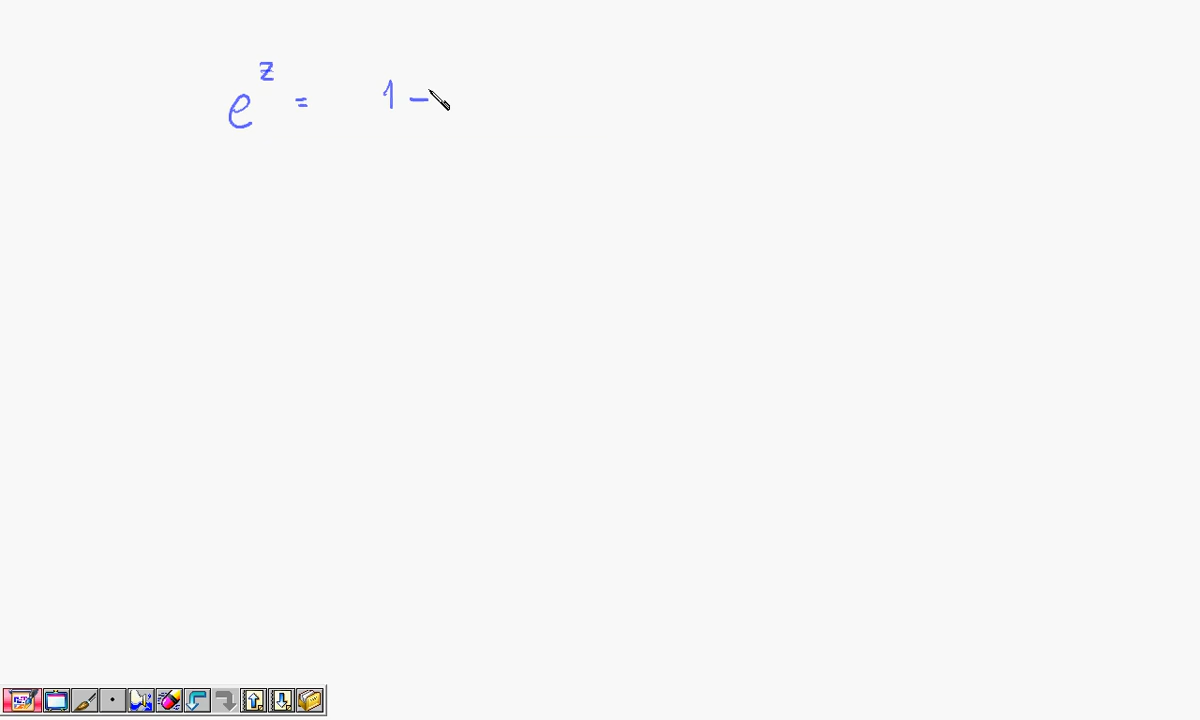 e^z = 1 -